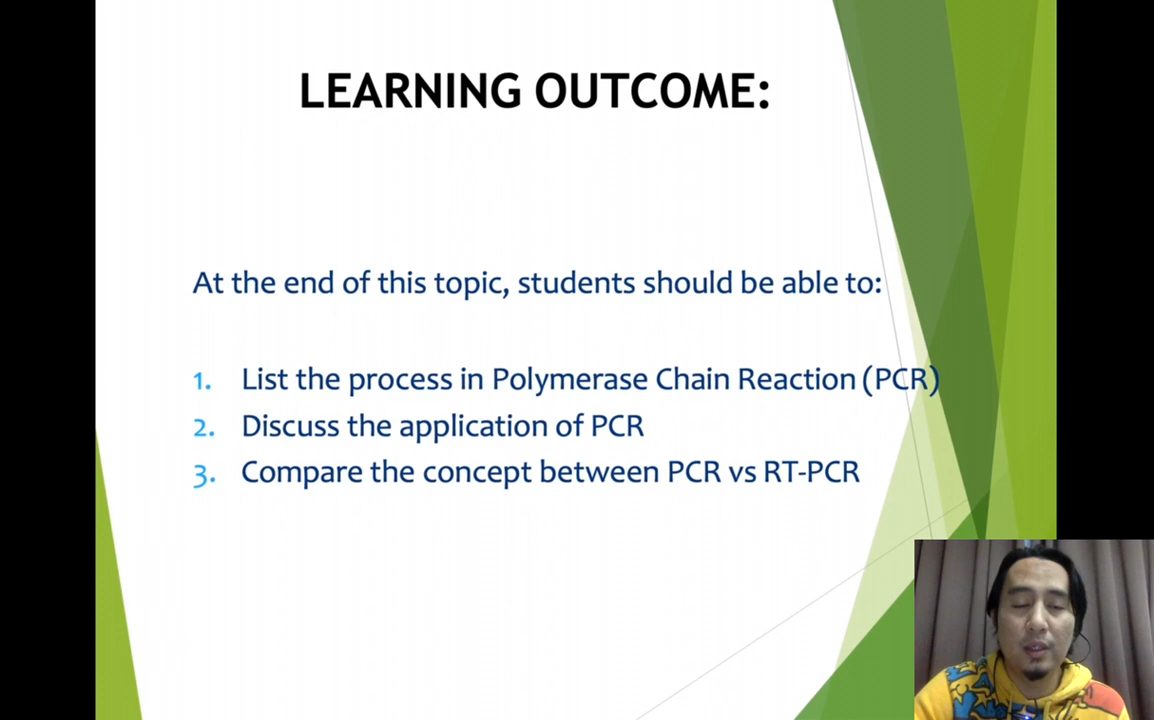 LEARNING OUTCOME:
At the end of this topic, students should be able to:
1. List the process in Polymerase Chain Reaction (PCR)
2. Discuss the application of PCR
3. Compare the concept between PCR vs RT-PCR